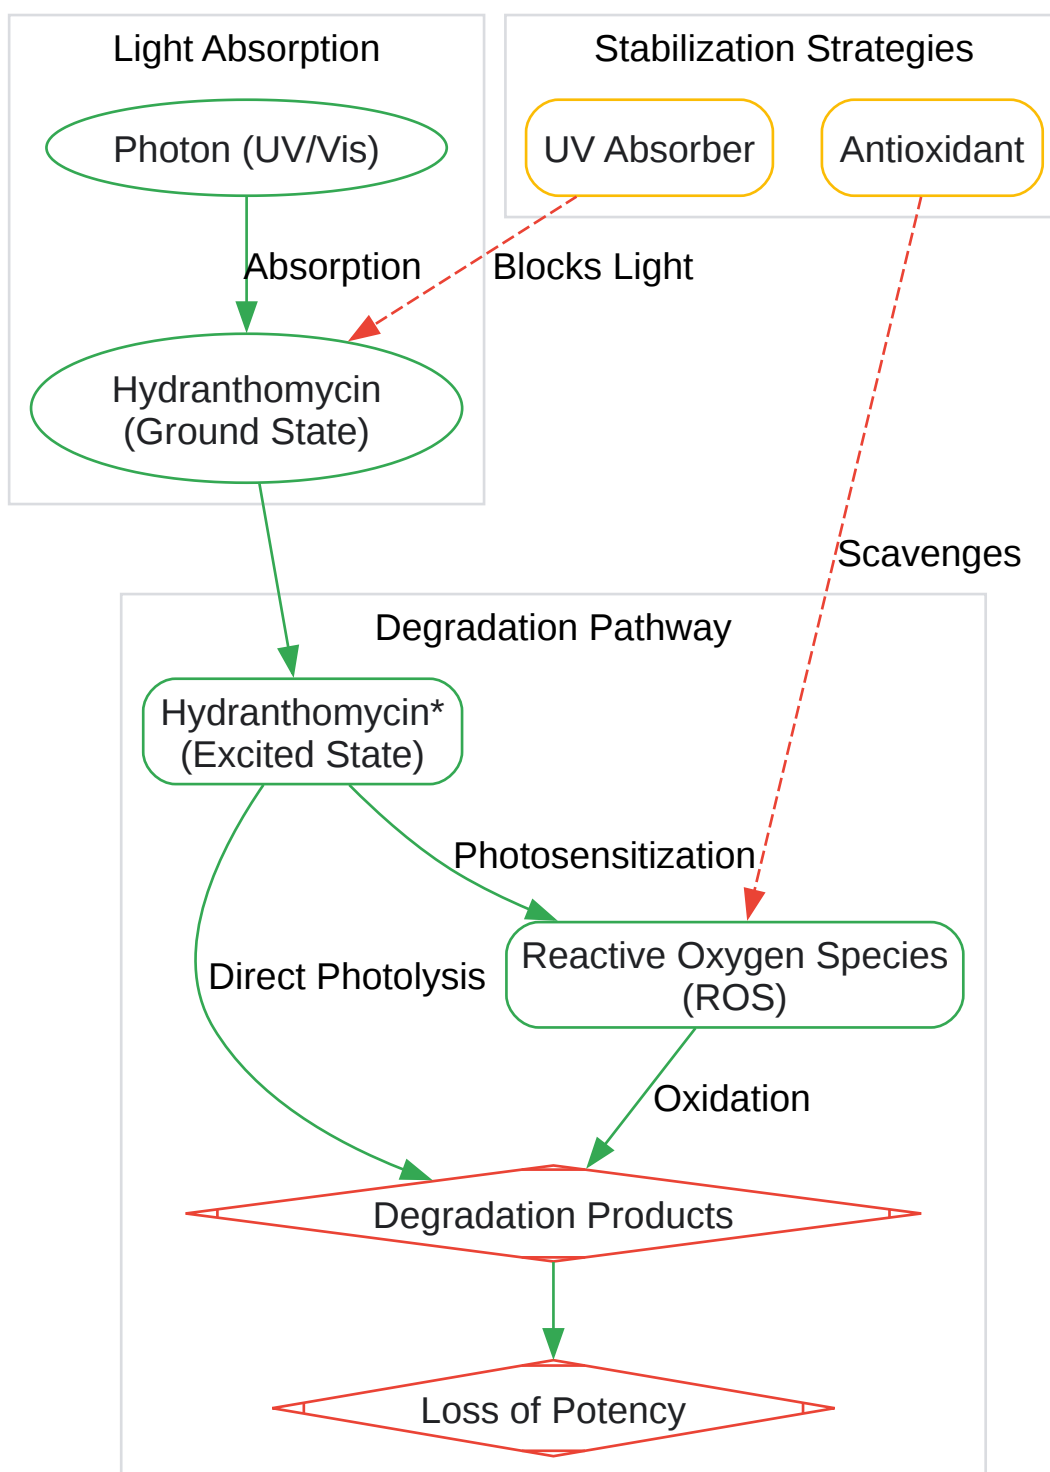 Light Absorption
Stabilization Strategies
Photon (UV/Vis)
UV Absorber
Antioxidant
Absorption
Blocks Light
Hydranthomycin
(Ground State)
Scavenges
Degradation Pathway
Hydranthomycin*
(Excited State)
Photosensitization
Reactive Oxygen Species
(ROS)
Direct Photolysis
Oxidation
Degradation Products
Loss of Potency